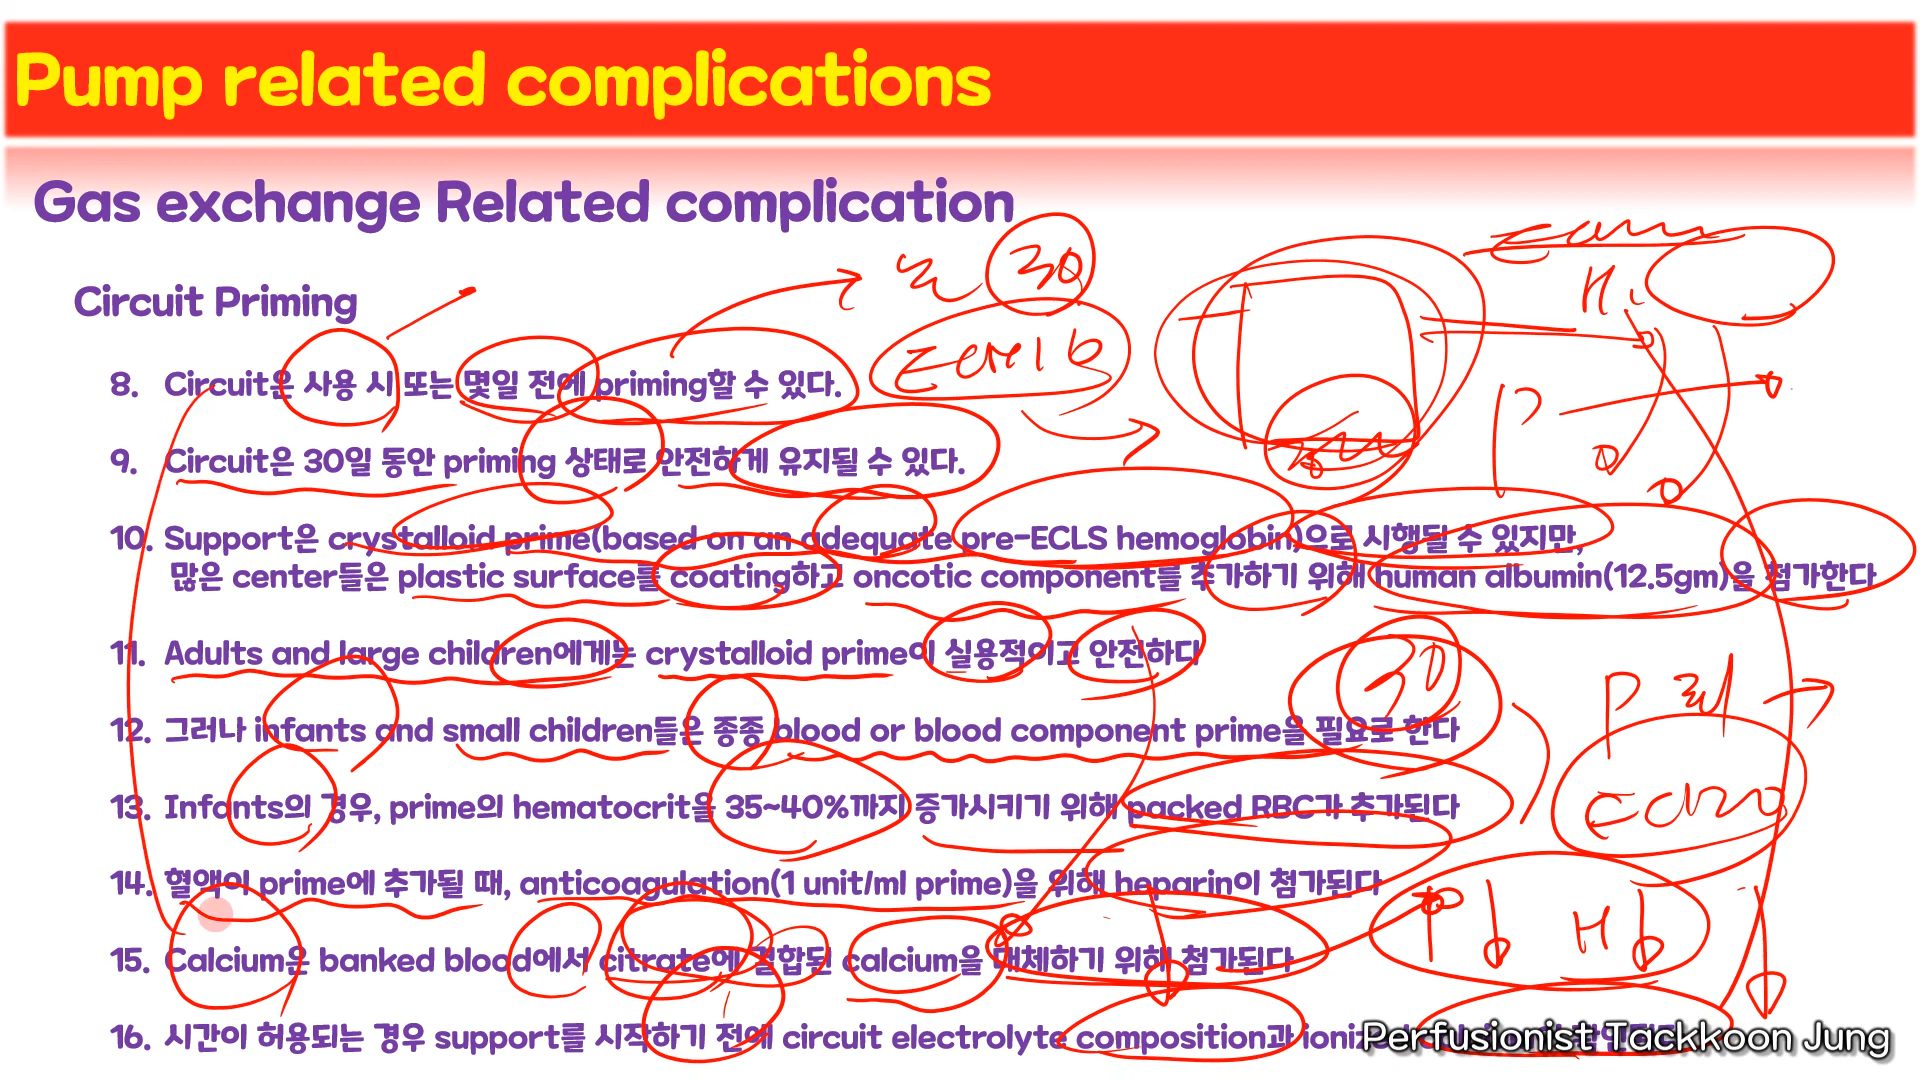 Pump related complications
Gas exchange Related complication
Circuit Priming
8. Circuit은 사용 시 또는 몇일 전에 priming할 수 있다.
9. Circuit은 30일 동안 priming 상태로 안전하게 유지될 수 있다.
10. Support은 crystalloid prime(based on an adequate pre-ECLS hemoglobin)으로 시행될 수 있지만,
많은 center들은 plastic surface를 coating하고 oncotic component를 추가하기 위해 human albumin(12.5gm)을 첨가한다
11. Adults and large children에게는 crystalloid prime이 실용적이고 안전하다
12. 그러나 infants and small children들은 종종 blood or blood component prime을 필요로 한다
13. Infants의 경우, prime의 hematocrit을 35~40%까지 증가시키기 위해 packed RBC가 추가된다
14. 혈액이 prime에 추가될 때, anticoagulation(1 unit/ml prime)을 위해 heparin이 첨가된다
15. Calcium은 banked blood에서 citrate에 결합된 calcium을 대체하기 위해 첨가된다
16. 시간이 허용되는 경우 support를 시작하기 전에 circuit electrolyte composition과
Perfusionist Tackkoon Jung
30